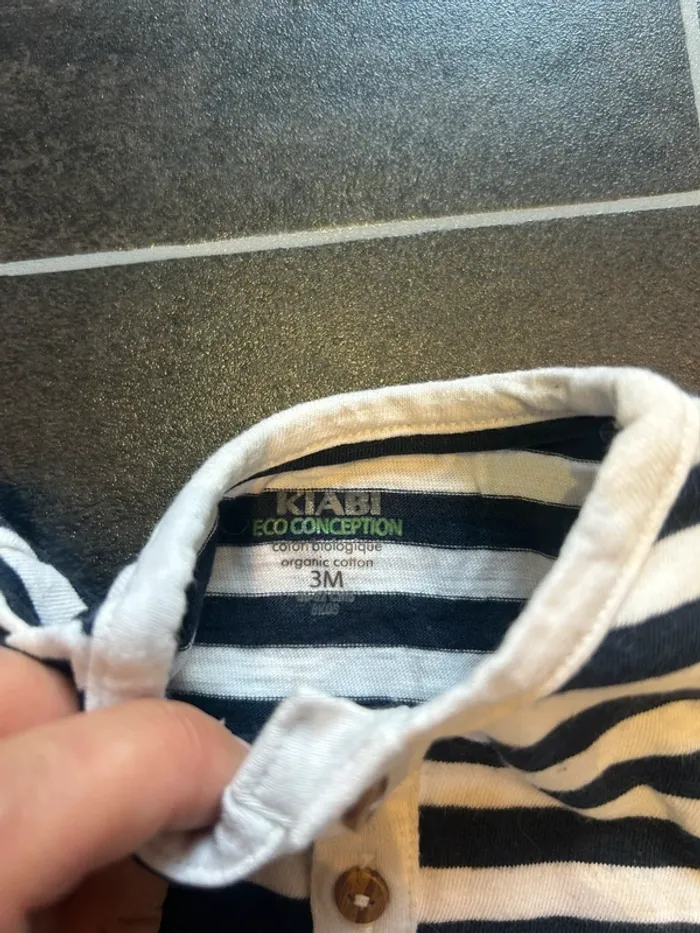 KIABI
ECO CONCEPTION
coton biologique
organic cotton
3M